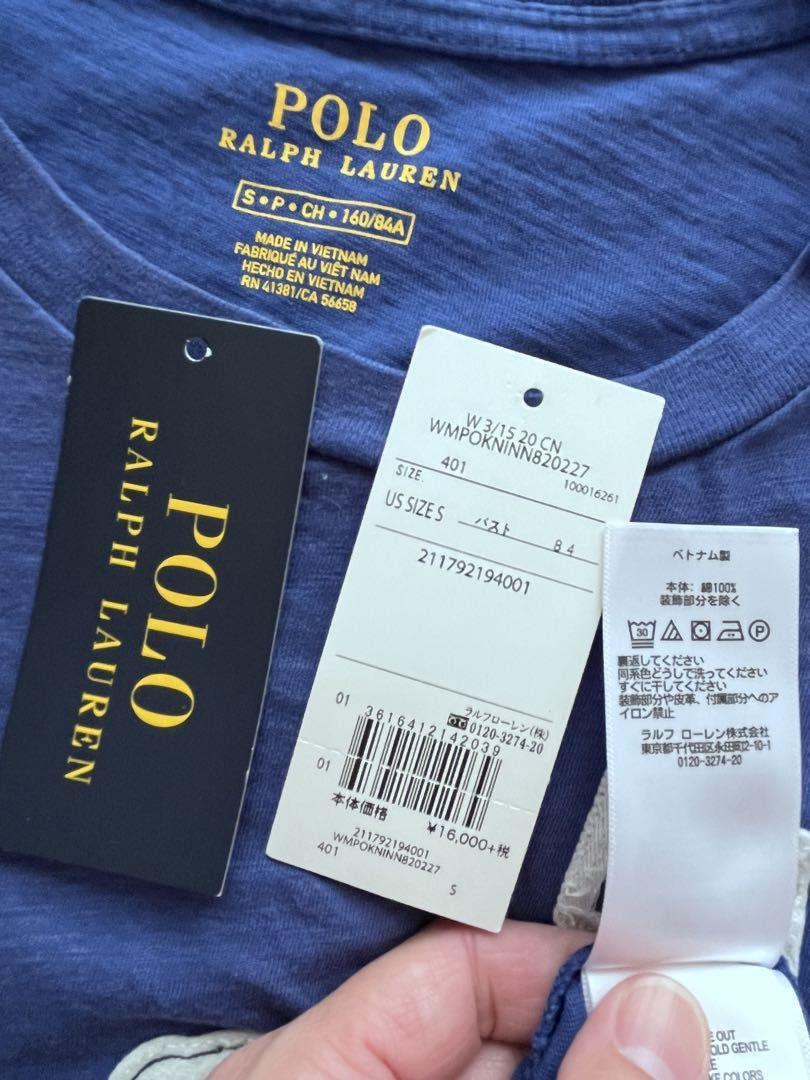 POLO
RALPH LAUREN
S•P•CH•160/84A
MADE IN VIETNAM
FABRIQUÉ AU VIÊT NAM
HECHO EN VIETNAM
RN 41381/CA 56658
POLO
RALPH LAUREN
W 3/15 20 CN
WMPOKNINN820227
401
100016261
SIZE.
US SIZE S
バスト 84
211792194001
01
ラルフローレン(株)
0120-3274-20
3616412142039
01
本体価格
¥16,000+税
211792194001
WMPOKNINN820227
401
S
ベトナム製
本体: 綿100%
装飾部分を除く
30
P
裏返してください
同系色どうしで洗ってください
すぐに干してください
装飾部分や皮革、付属部分へのア
イロン禁止
ラルフ ローレン株式会社
東京都千代田区永田町2-10-1
0120-3274-20
OUT
OLD GENTLE
COLORS